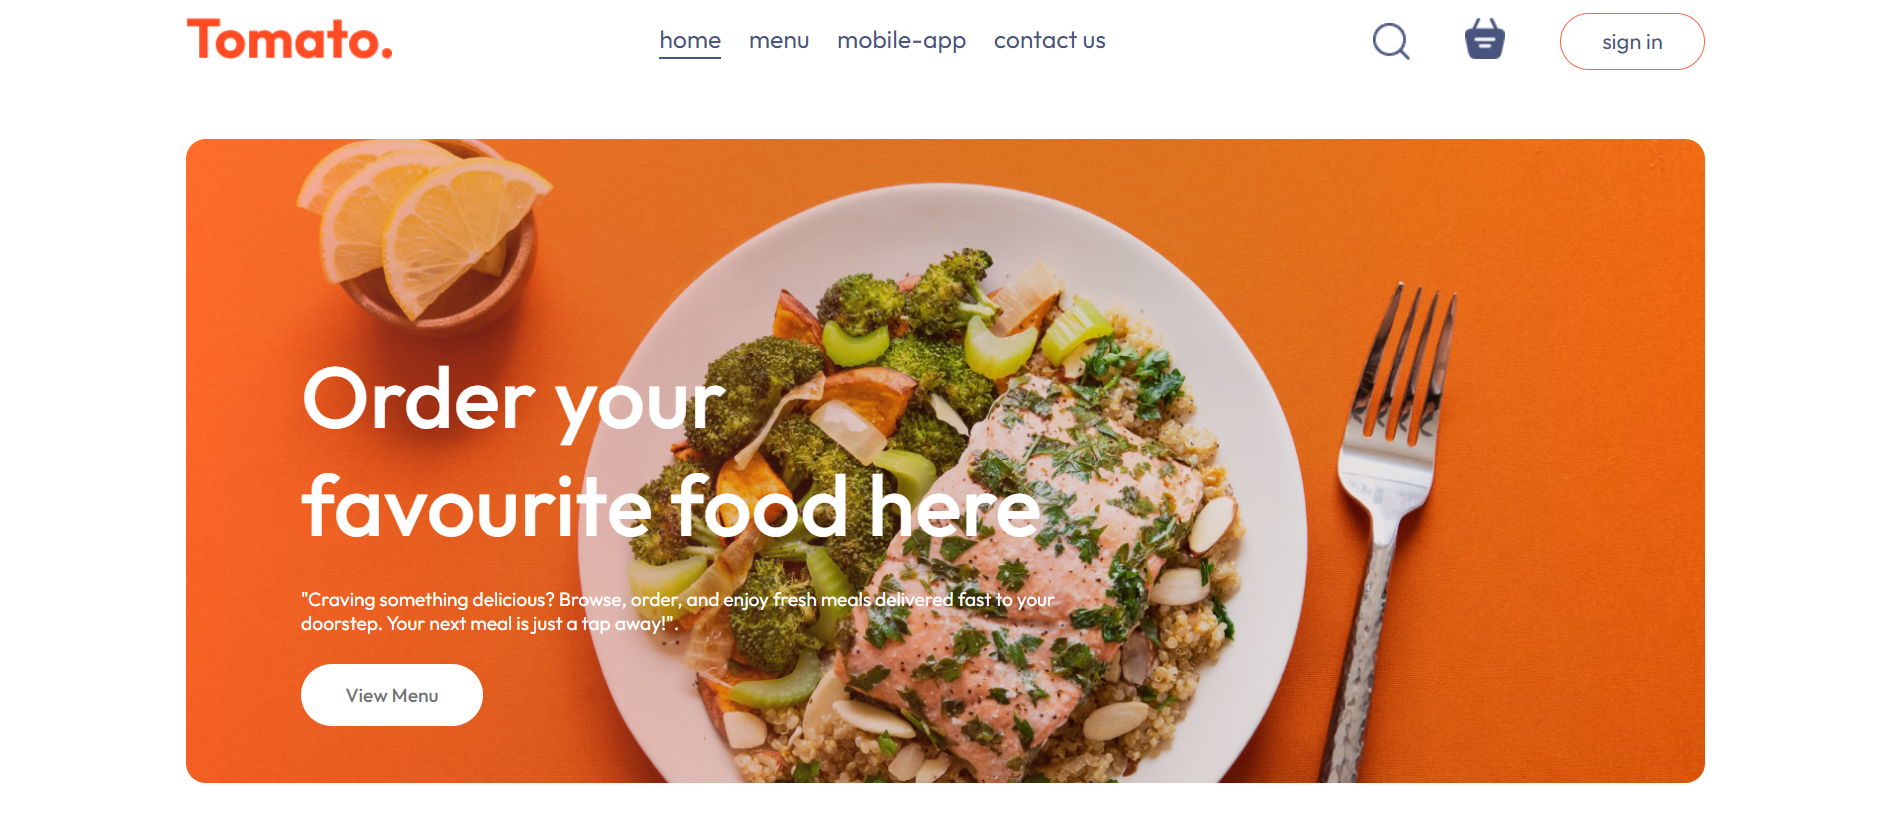 Tomato.
home
menu
mobile-app
contact us
sign in
Order your
favourite food here
"Craving something delicious? Browse, order, and enjoy fresh meals delivered fast to your
doorstep. Your next meal is just a tap away!".
View Menu